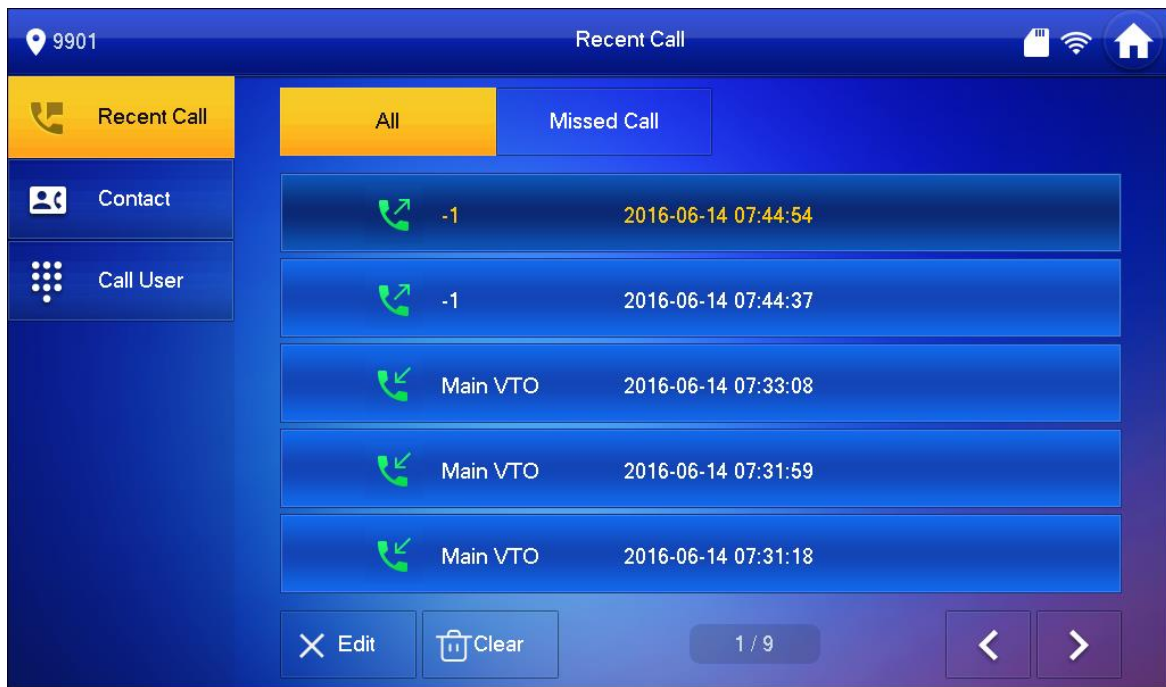 9901 Recent Call
Recent Call
Contact
Call User
All Missed Call
-1 2016-06-14 07:44:54
-1 2016-06-14 07:44:37
Main VTO 2016-06-14 07:33:08
Main VTO 2016-06-14 07:31:59
Main VTO 2016-06-14 07:31:18
Edit Clear 1 / 9